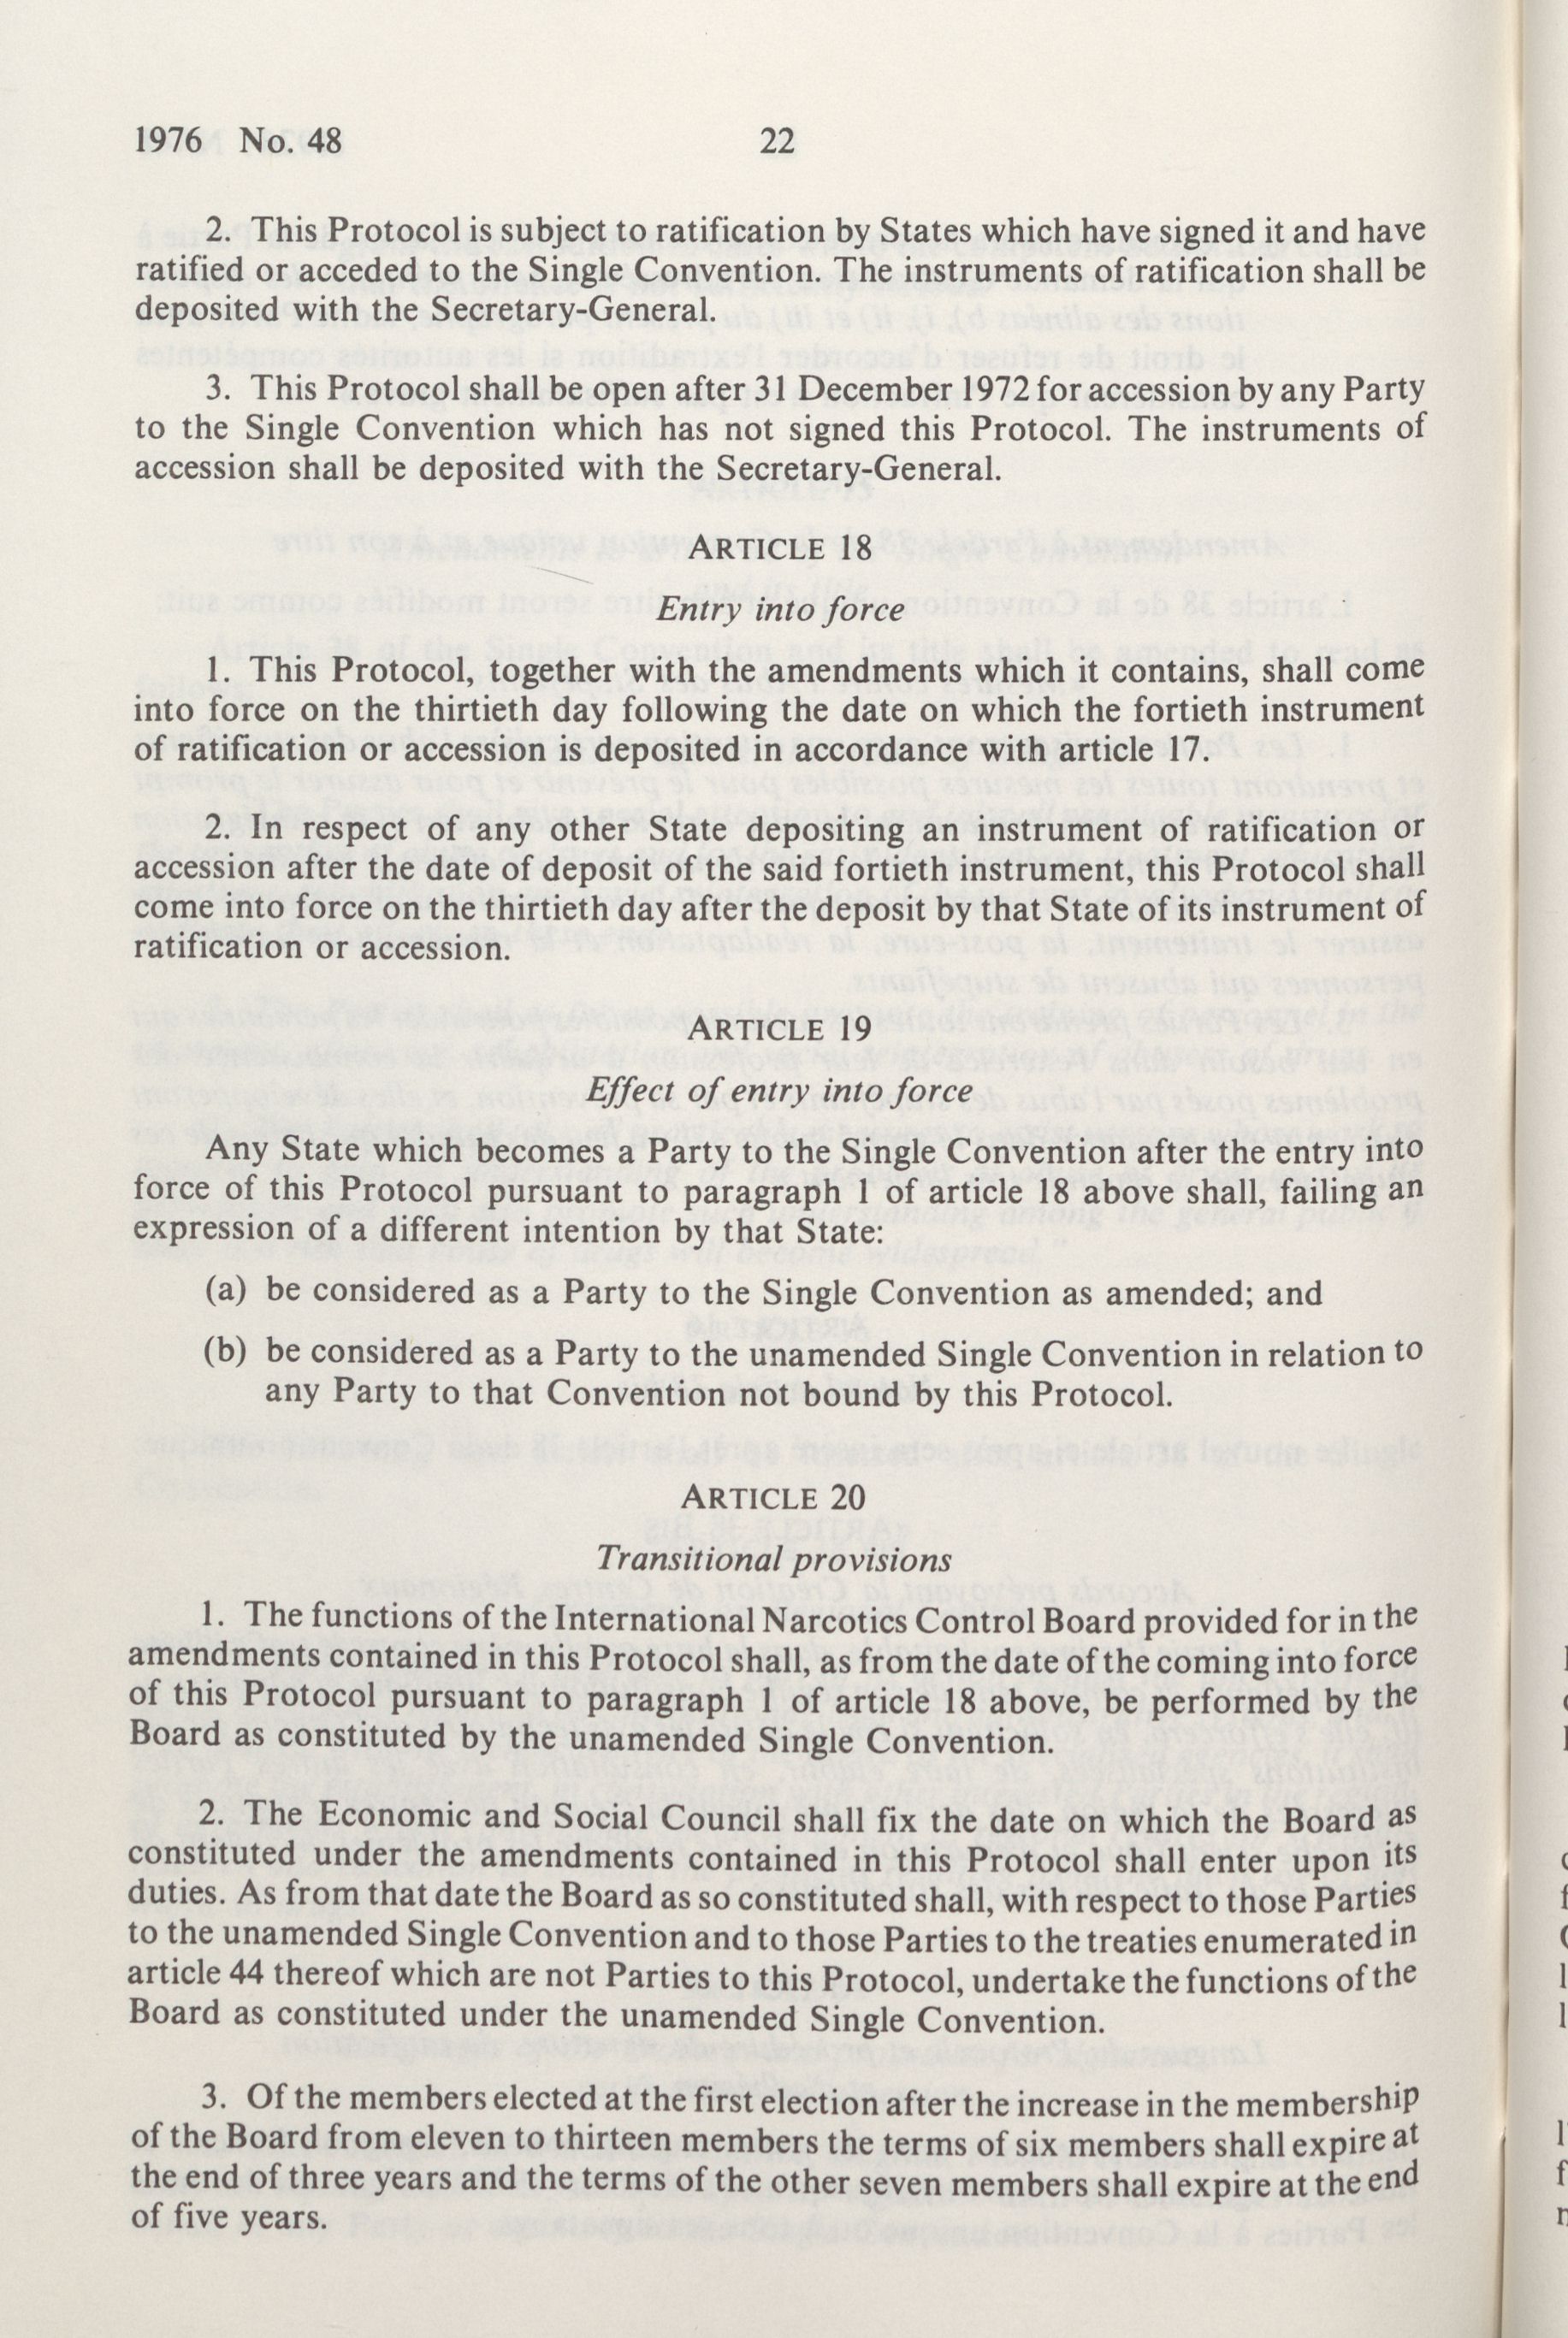 1976 No. 48
22
2. This Protocol is subject to ratification by States which have signed it and have
ratified or acceded to the Single Convention. The instruments of ratification shall be
deposited with the Secretary-General.
3. This Protocol shall be open after 31 December 1972 for accession by any Party
to the Single Convention which has not signed this Protocol. The instruments of
accession shall be deposited with the Secretary-General.
ARTICLE 18
Entry into force
1. This Protocol, together with the amendments which it contains, shall come
into force on the thirtieth day following the date on which the fortieth instrument
of ratification or accession is deposited in accordance with article 17.
2. In respect of any other State depositing an instrument of ratification or
accession after the date of deposit of the said fortieth instrument, this Protocol shall
come into force on the thirtieth day after the deposit by that State of its instrument of
ratification or accession.
ARTICLE 19
Effect of entry into force
Any State which becomes a Party to the Single Convention after the entry into
force of this Protocol pursuant to paragraph 1 of article 18 above shall, failing an
expression of a different intention by that State:
(a) be considered as a Party to the Single Convention as amended; and
(b) be considered as a Party to the unamended Single Convention in relation to
any Party to that Convention not bound by this Protocol.
ARTICLE 20
Transitional provisions
1. The functions of the International Narcotics Control Board provided for in the
amendments contained in this Protocol shall, as from the date of the coming into force
of this Protocol pursuant to paragraph 1 of article 18 above, be performed by the
Board as constituted by the unamended Single Convention.
2. The Economic and Social Council shall fix the date on which the Board as
constituted under the amendments contained in this Protocol shall enter upon its
duties. As from that date the Board as so constituted shall, with respect to those Parties
to the unamended Single Convention and to those Parties to the treaties enumerated in
article 44 thereof which are not Parties to this Protocol, undertake the functions of the
Board as constituted under the unamended Single Convention.
3. Of the members elected at the first election after the increase in the membership
of the Board from eleven to thirteen members the terms of six members shall expire at
the end of three years and the terms of the other seven members shall expire at the end
of five years.